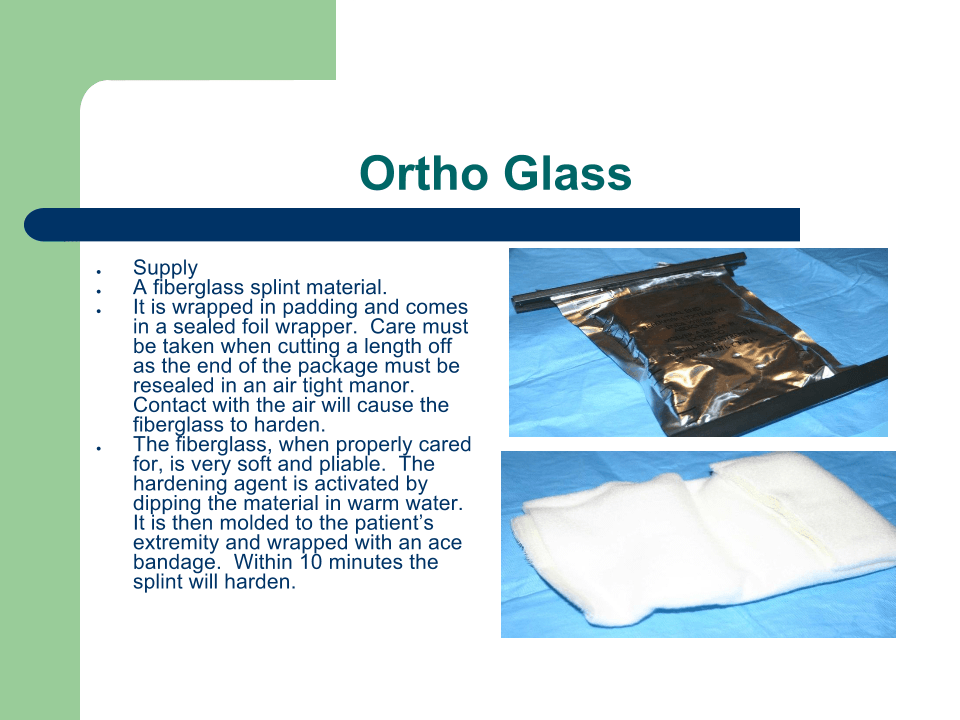 Ortho Glass
● Supply
● A fiberglass splint material.
● It is wrapped in padding and comes
in a sealed foil wrapper.  Care must
be taken when cutting a length off
as the end of the package must be
resealed in an air tight manor.
Contact with the air will cause the
fiberglass to harden.
● The fiberglass, when properly cared
for, is very soft and pliable.  The
hardening agent is activated by
dipping the material in warm water.
It is then molded to the patient’s
extremity and wrapped with an ace
bandage.  Within 10 minutes the
splint will harden.